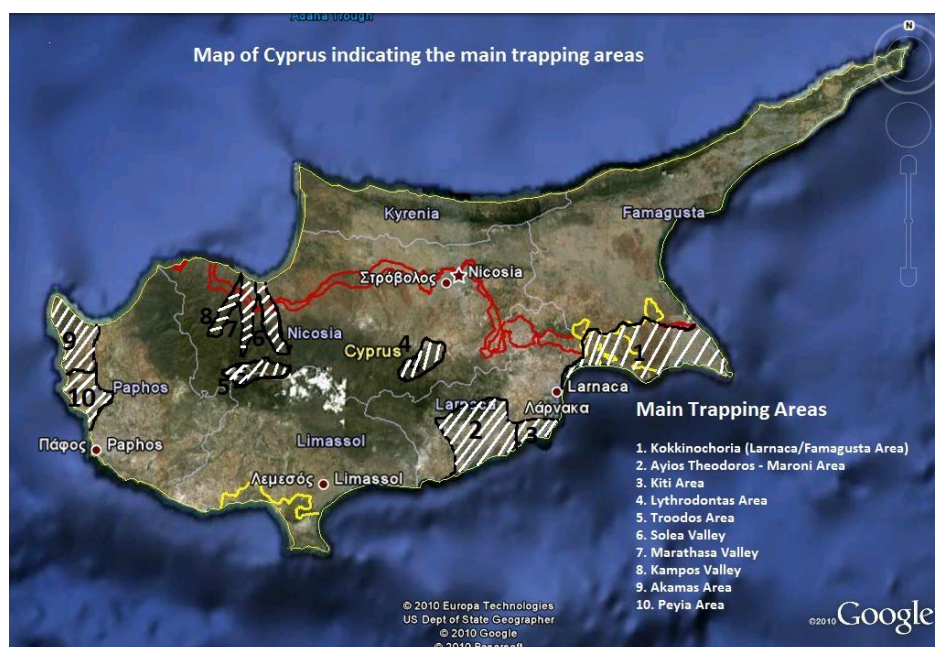 Adana Trough
N
Map of Cyprus indicating the main trapping areas
Kyrenia
Famagusta
Στρόβολος
Nicosia
8
7
6
Nicosia
9
4
Cyprus
1
5
10
Paphos
Larnaca
Larnaca
Λάρνακα
2
3
Limassol
Πάφος
Paphos
Λεμεσός
Limassol
Main Trapping Areas
1. Kokkinochoria (Larnaca/Famagusta Area)
2. Ayios Theodoros - Maroni Area
3. Kiti Area
4. Lythrodontas Area
5. Troodos Area
6. Solea Valley
7. Marathasa Valley
8. Kampos Valley
9. Akamas Area
10. Peyia Area
© 2010 Europa Technologies
US Dept of State Geographer
© 2010 Google
© 2010 Basarsoft
©2010 Google